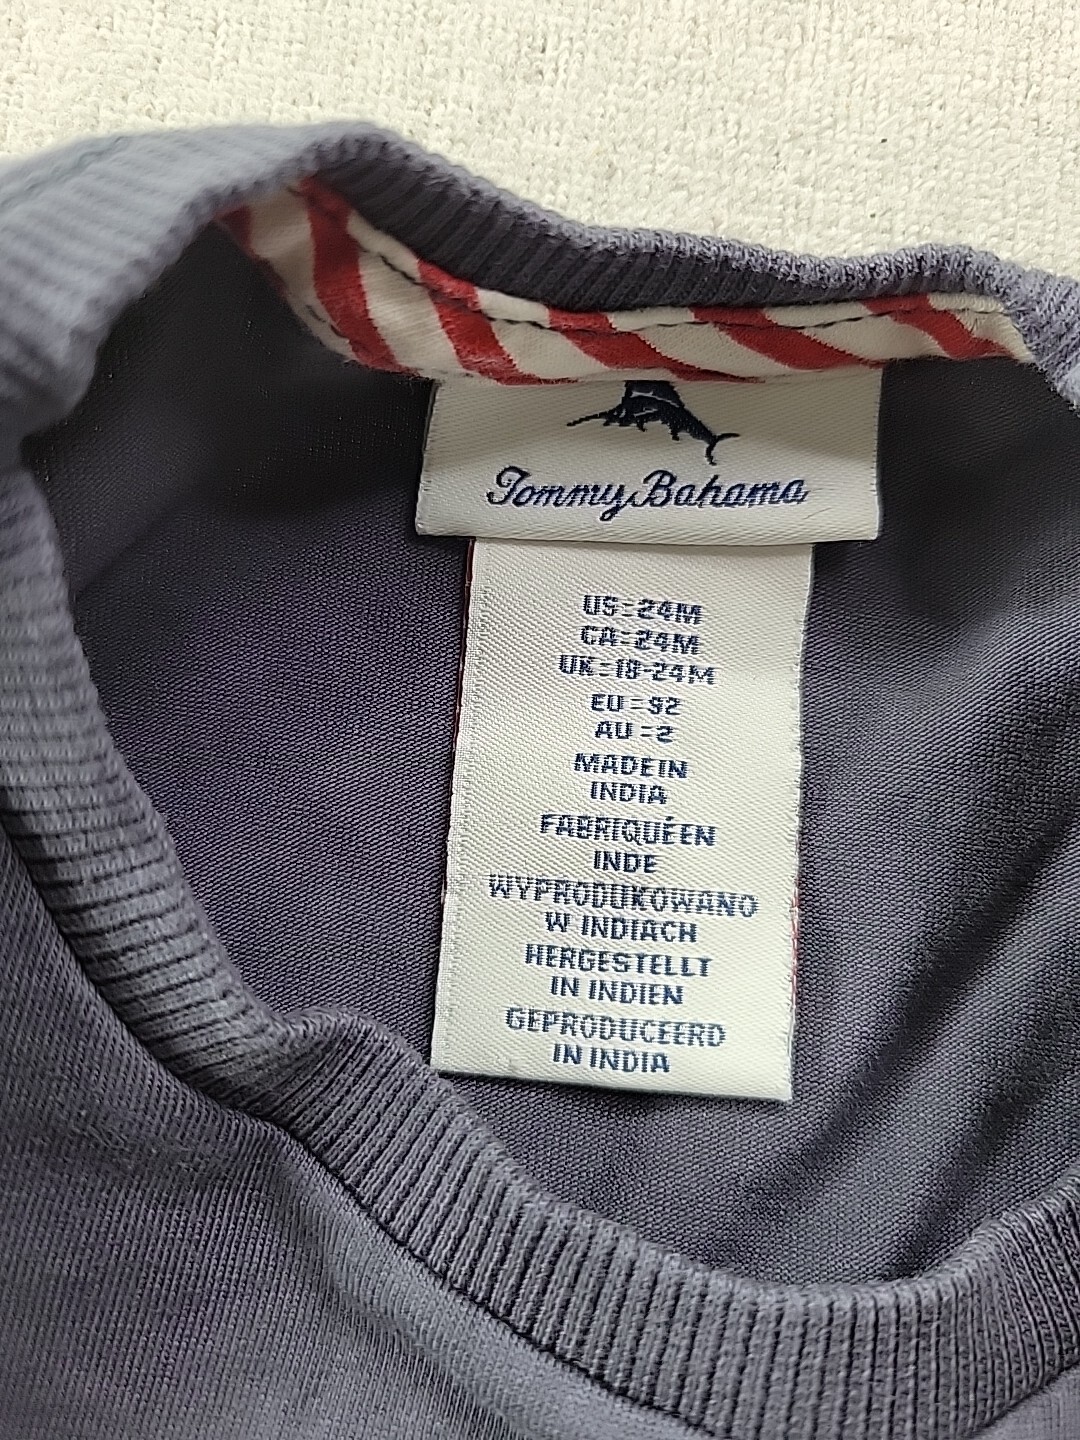 Tommy Bahama
US=24M
CA=24M
UK=18-24M
EU=92
AU=2
MADE IN
INDIA
FABRIQUÉ EN
INDE
WYPRODUKOWANO
W INDIACH
HERGESTELLT
IN INDIEN
GEPRODUCEERD
IN INDIA